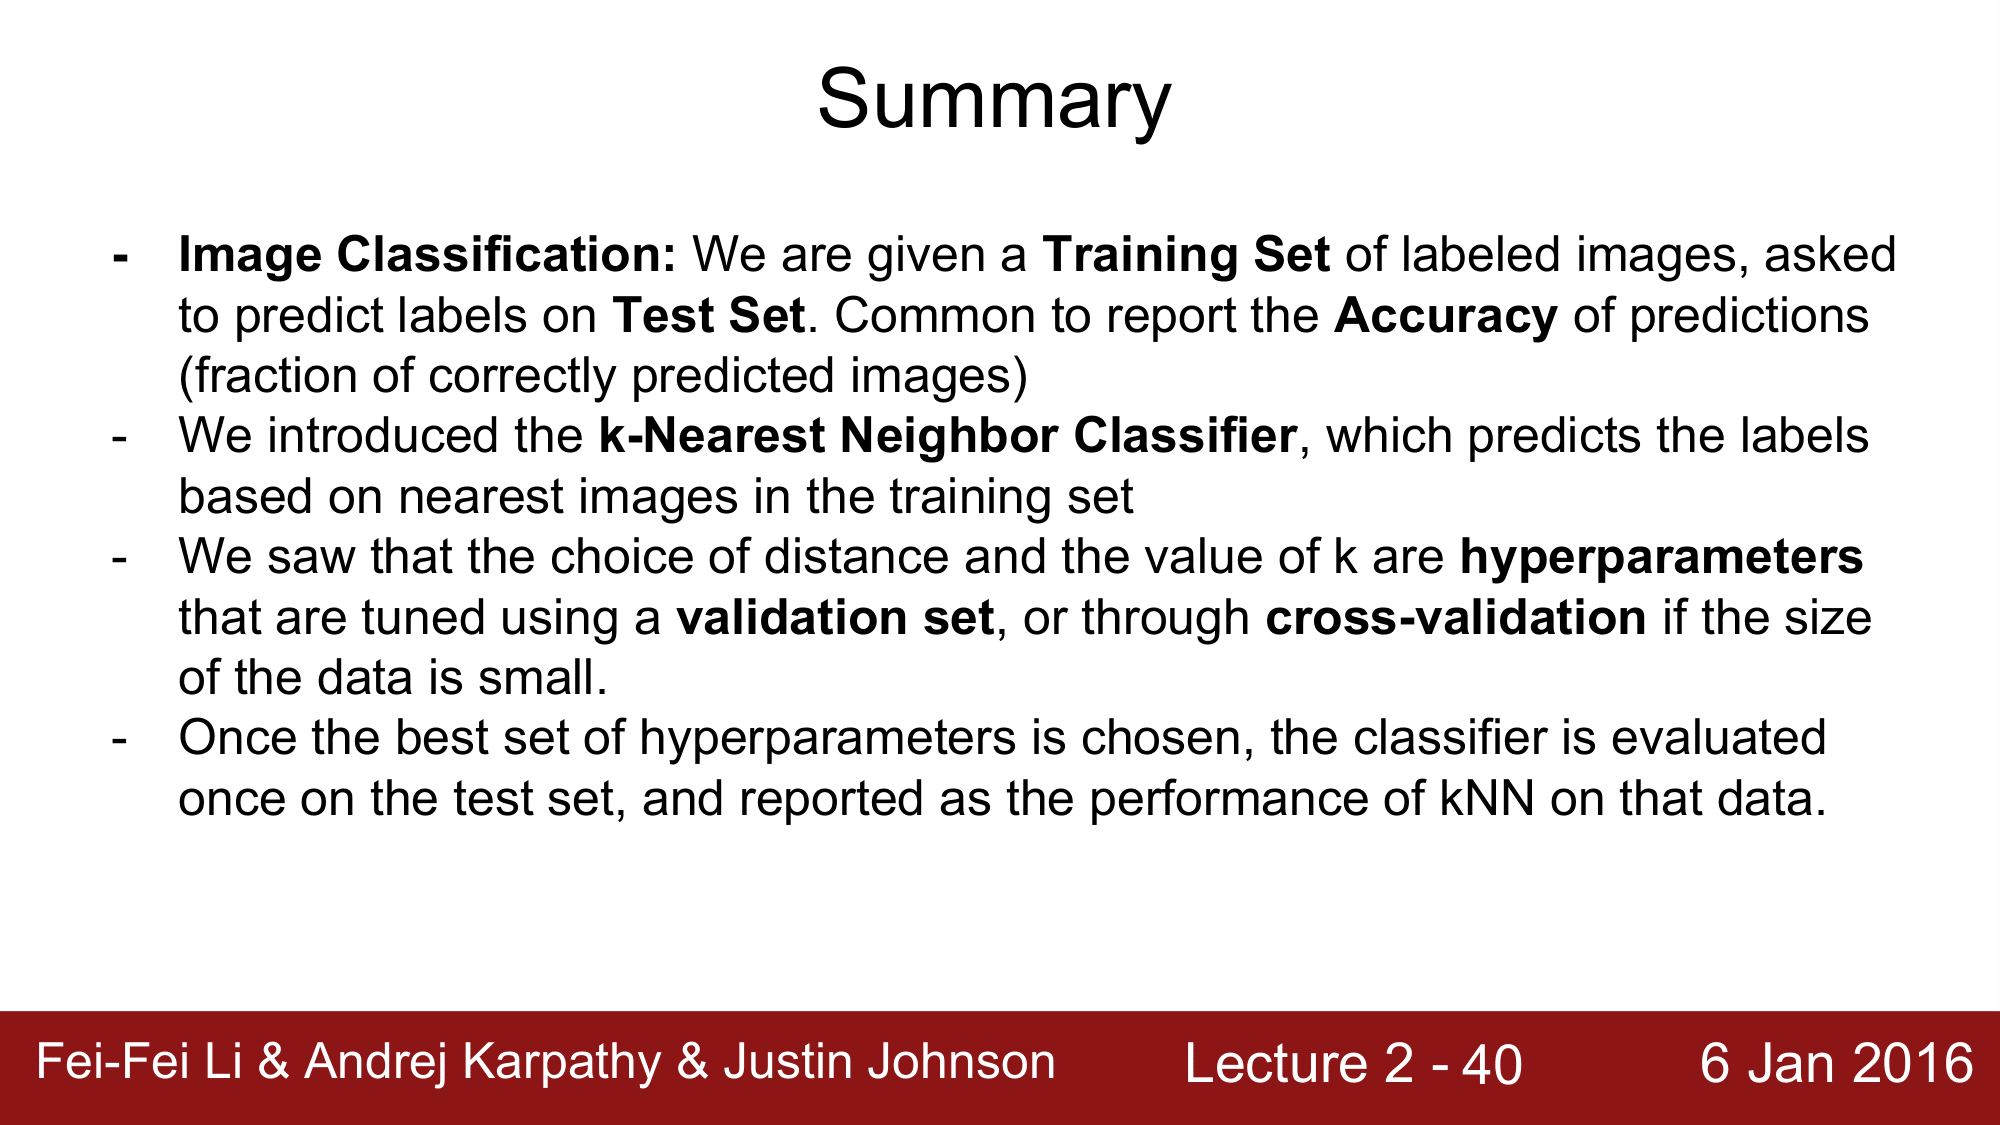 Summary
- Image Classification: We are given a Training Set of labeled images, asked
to predict labels on Test Set. Common to report the Accuracy of predictions
(fraction of correctly predicted images)
- We introduced the k-Nearest Neighbor Classifier, which predicts the labels
based on nearest images in the training set
- We saw that the choice of distance and the value of k are hyperparameters
that are tuned using a validation set, or through cross-validation if the size
of the data is small.
- Once the best set of hyperparameters is chosen, the classifier is evaluated
once on the test set, and reported as the performance of kNN on that data.
Fei-Fei Li & Andrej Karpathy & Justin Johnson Lecture 2 - 40 6 Jan 2016